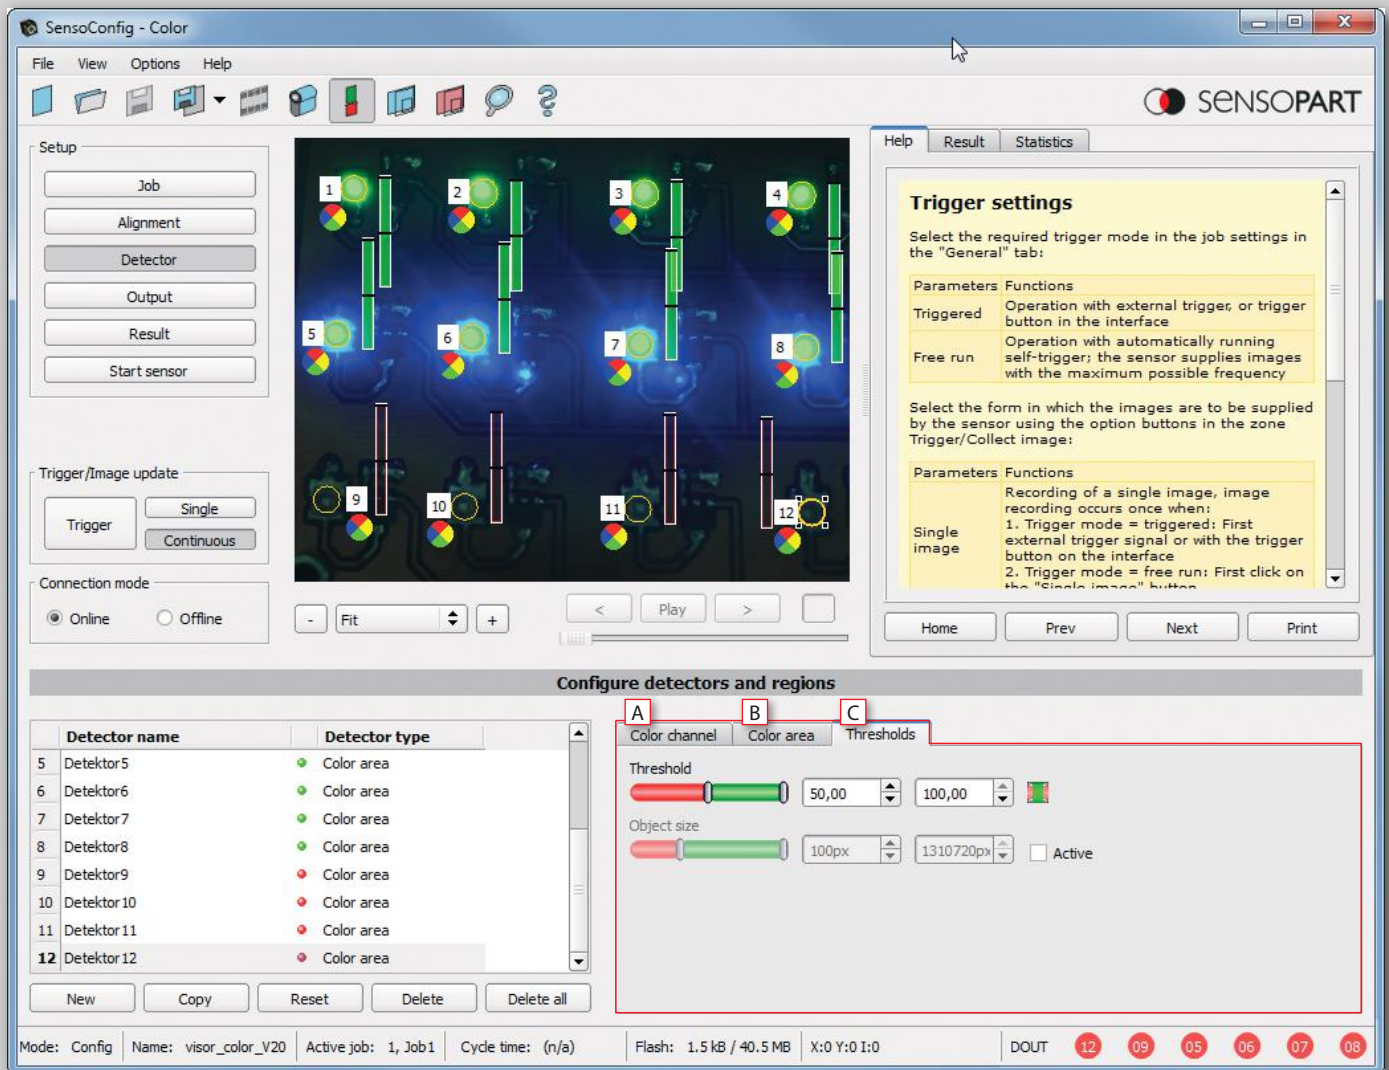 SensoConfig - Color
File View Options Help
SENSOPART
Setup
Job
Alignment
Detector
Output
Result
Start sensor
Trigger/Image update
Trigger
Single
Continuous
Connection mode
Online Offline
1 2 3 4
5 6 7 8
9 10 11 12
- Fit +
< Play >
Help Result Statistics
Trigger settings
Select the required trigger mode in the job settings in
the "General" tab:
Parameters Functions
Triggered Operation with external trigger, or trigger
button in the interface
Free run Operation with automatically running
self-trigger; the sensor supplies images
with the maximum possible frequency
Select the form in which the images are to be supplied
by the sensor using the option buttons in the zone
Trigger/Collect image:
Parameters Functions
Single
image
Recording of a single image, image
recording occurs once when:
1. Trigger mode = triggered: First
external trigger signal or with the trigger
button on the interface
2. Trigger mode = free run: First click on
the "Single image" button
Home Prev Next Print
Configure detectors and regions
Detector name Detector type
5 Detektor5 Color area
6 Detektor6 Color area
7 Detektor7 Color area
8 Detektor8 Color area
9 Detektor9 Color area
10 Detektor10 Color area
11 Detektor11 Color area
12 Detektor12 Color area
New Copy Reset Delete Delete all
A B C
Color channel Color area Thresholds
Threshold
50,00 100,00
Object size
100px 1310720px Active
Mode: Config Name: visor_color_V20 Active job: 1, Job1 Cycle time: (n/a) Flash: 1.5 kB / 40.5 MB X:0 Y:0 I:0 DOUT 12 09 05 06 07 08